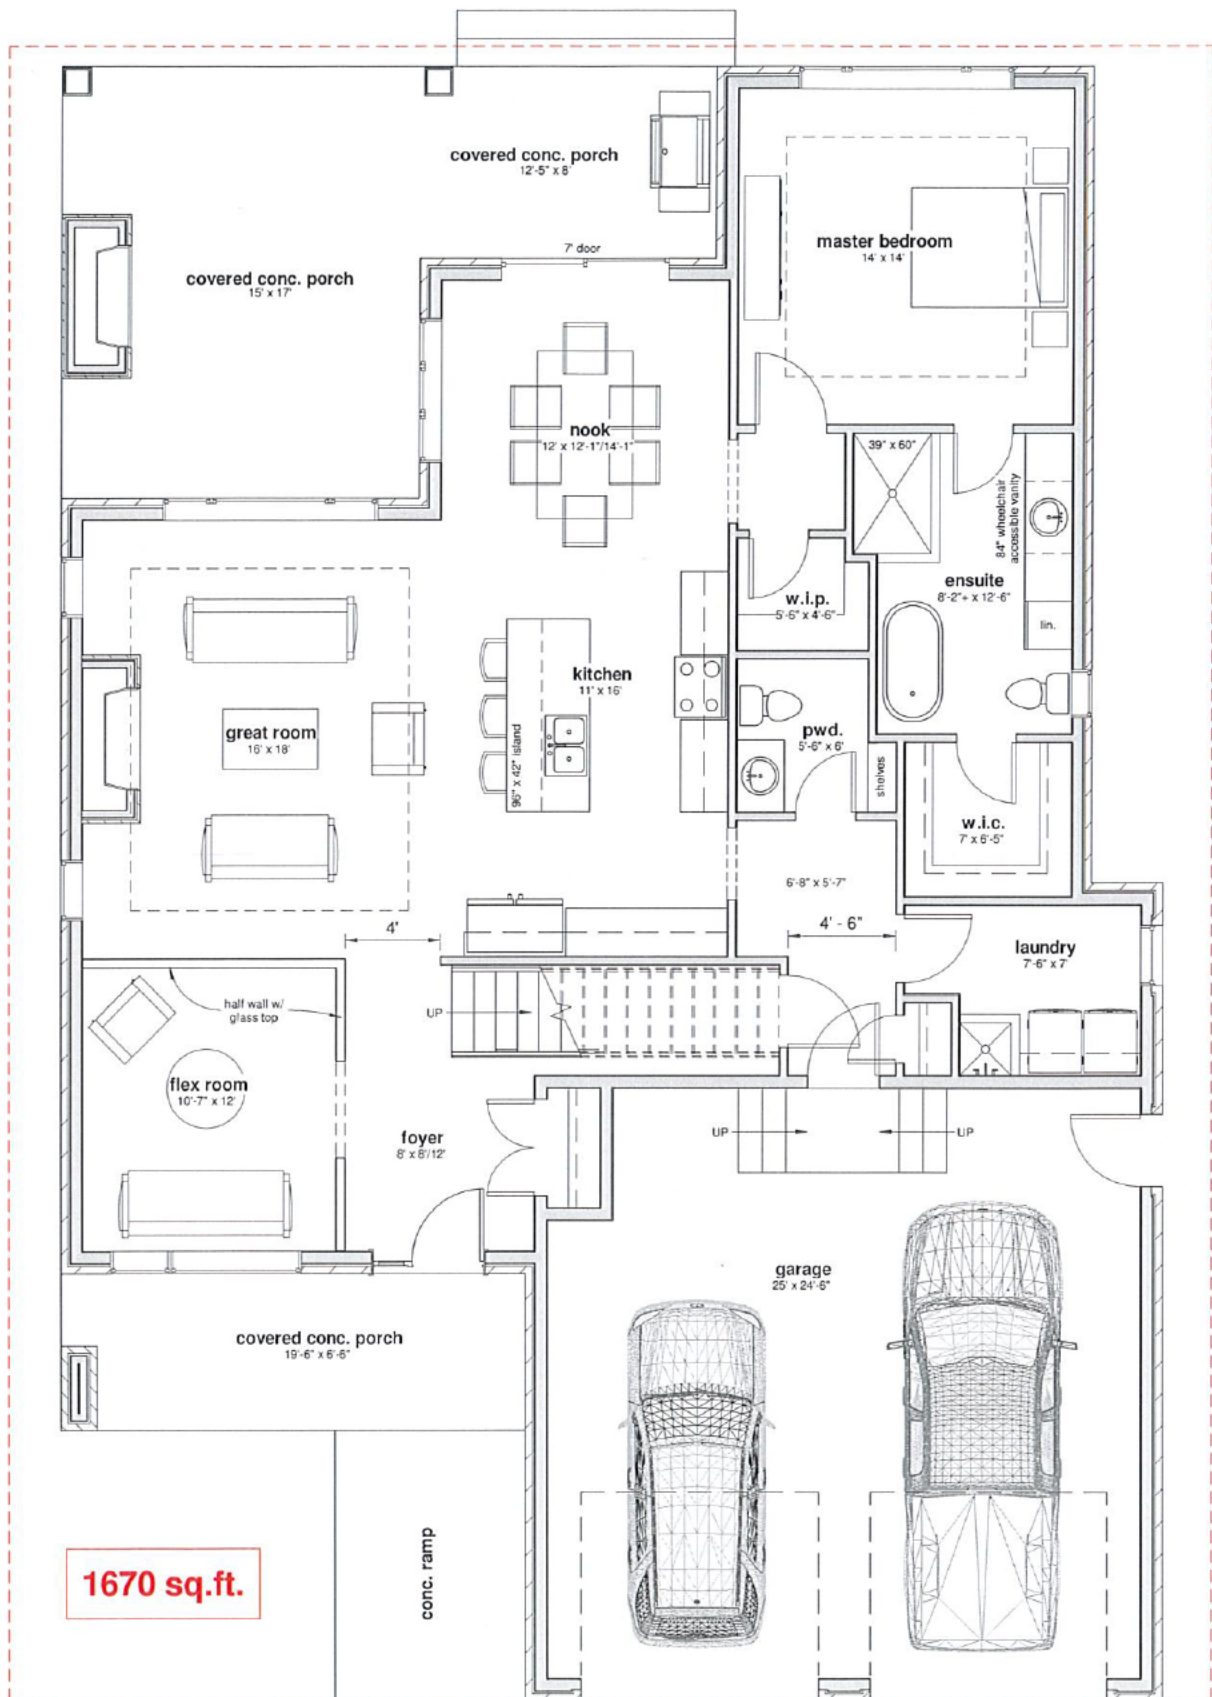 covered conc. porch
12'-5" x 8'
7' door
covered conc. porch
15' x 17'
master bedroom
14' x 14'
nook
12' x 12'-1"/14'-1"
39" x 60"
84" wheelchair
accessible vanity
ensuite
8'-2"+ x 12'-6"
lin.
w.i.p.
5'-6" x 4'-6"
kitchen
11' x 16'
96" x 42" island
great room
16' x 18'
pwd.
5'-6" x 6'
shelves
w.i.c.
7' x 6'-5"
6'-8" x 5'-7"
4'
4' - 6"
laundry
7'-6" x 7'
half wall w/
glass top
UP
flex room
10'-7" x 12'
foyer
8' x 8'/12'
UP
UP
garage
25' x 24'-6"
covered conc. porch
19'-6" x 6'-6"
conc. ramp
1670 sq.ft.